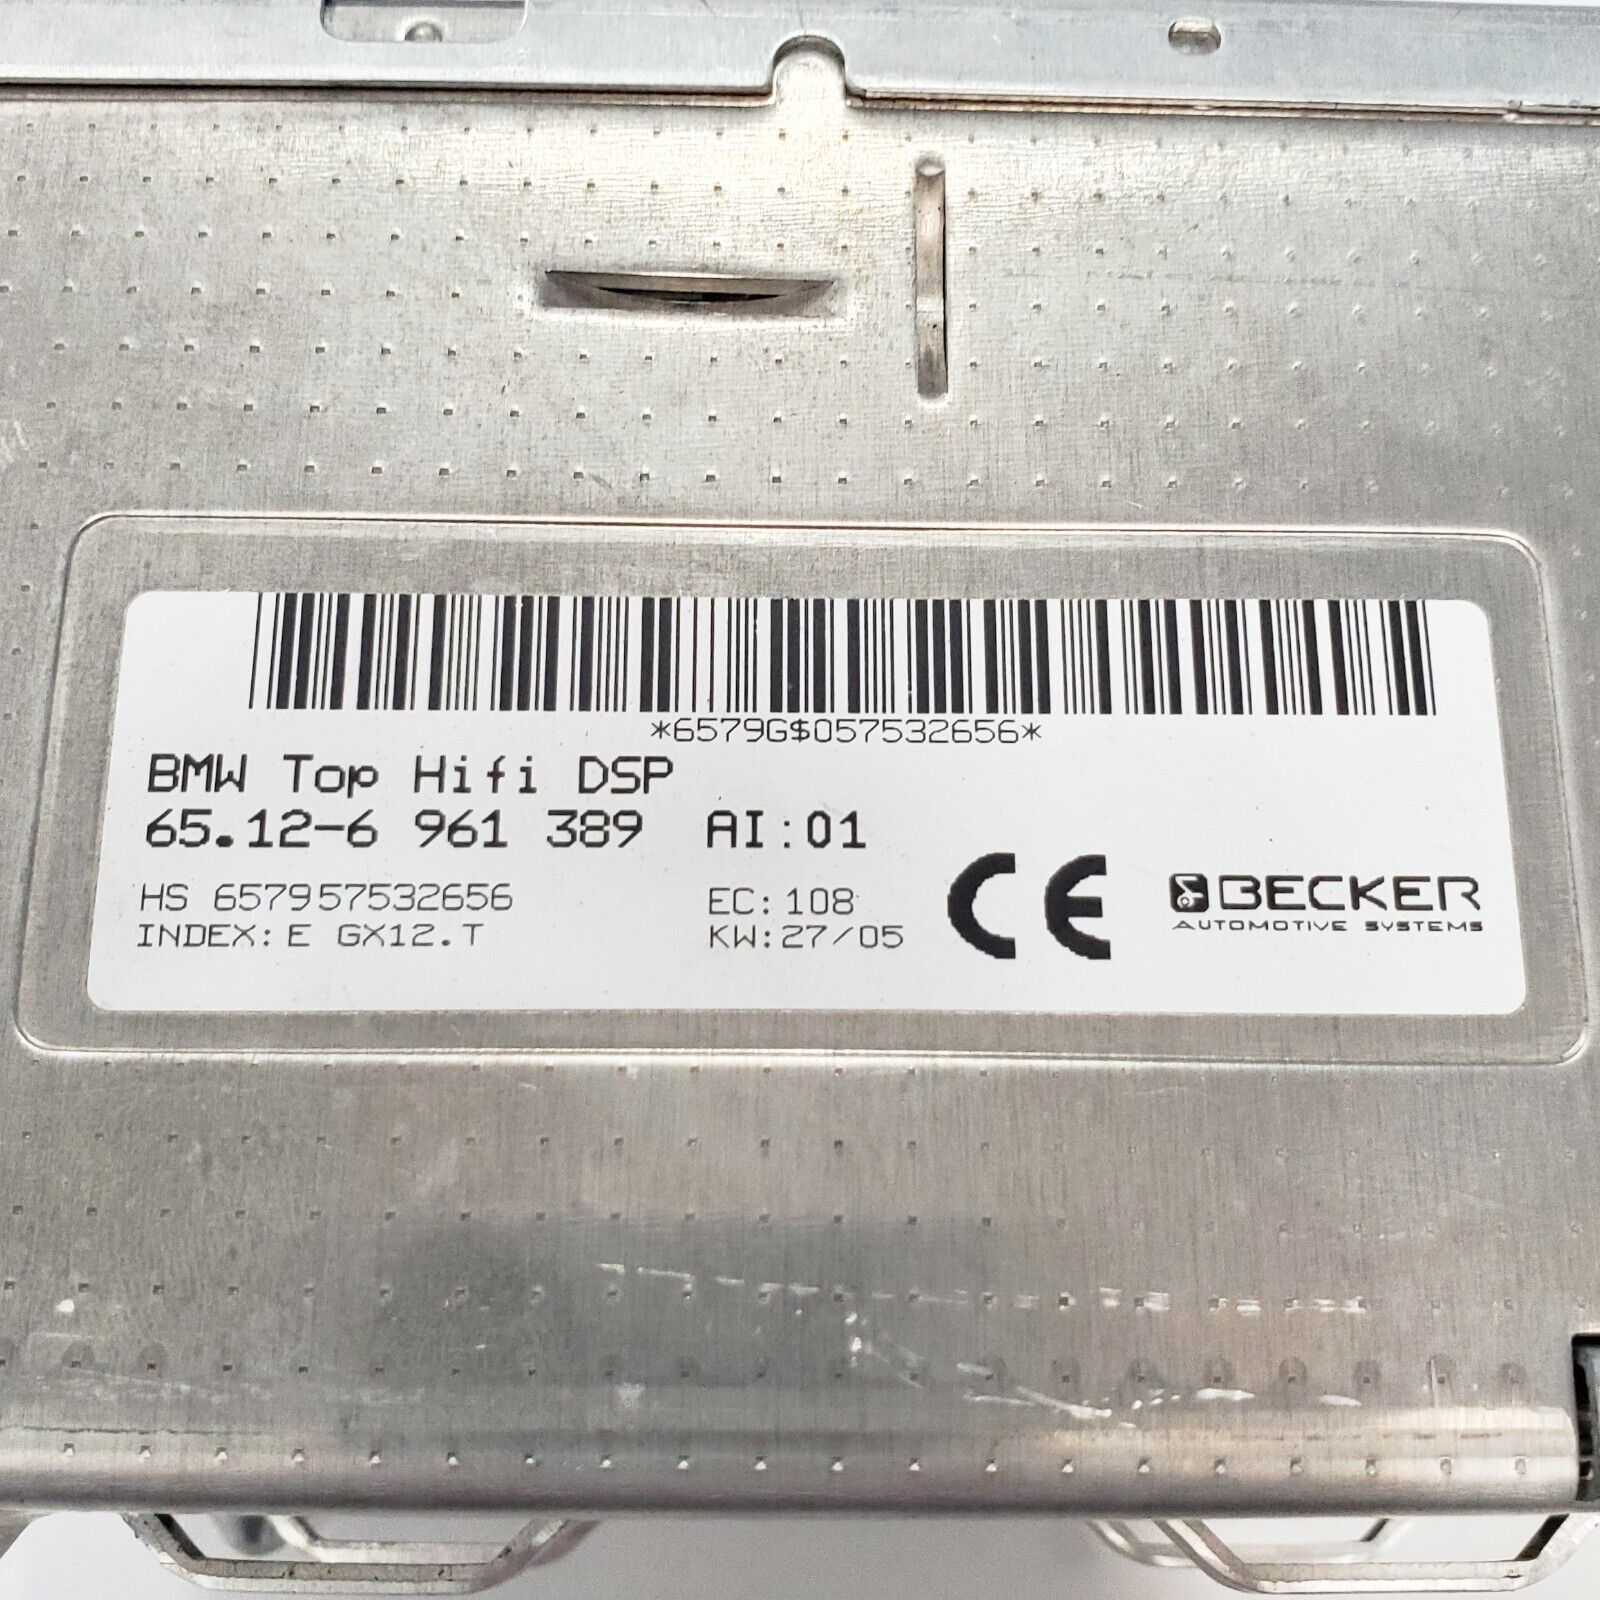 *6579G$057532656*
BMW Top Hifi DSP
65.12-6 961 389 AI:01
HS 657957532656
INDEX: E GX12.T
EC: 108
KW:27/05
CE
BECKER
AUTOMOTIVE SYSTEMS